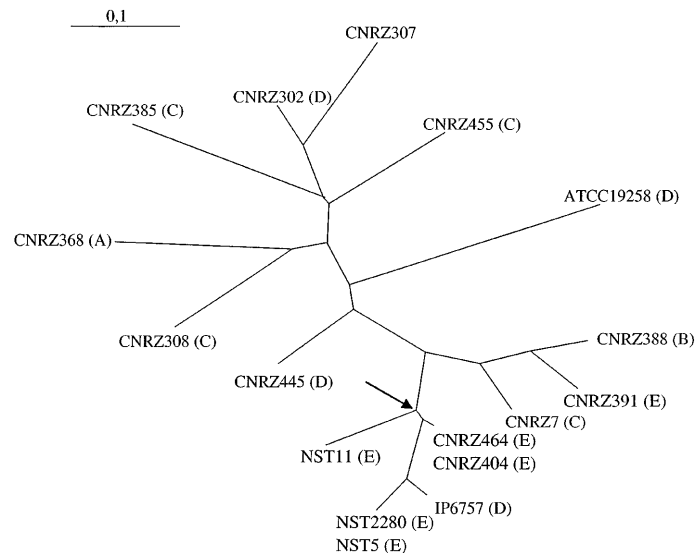 0,1
CNRZ307
CNRZ302 (D)
CNRZ385 (C)
CNRZ455 (C)
ATCC19258 (D)
CNRZ368 (A)
CNRZ308 (C)
CNRZ388 (B)
CNRZ445 (D)
CNRZ391 (E)
CNRZ7 (C)
CNRZ464 (E)
NST11 (E)
CNRZ404 (E)
IP6757 (D)
NST2280 (E)
NST5 (E)